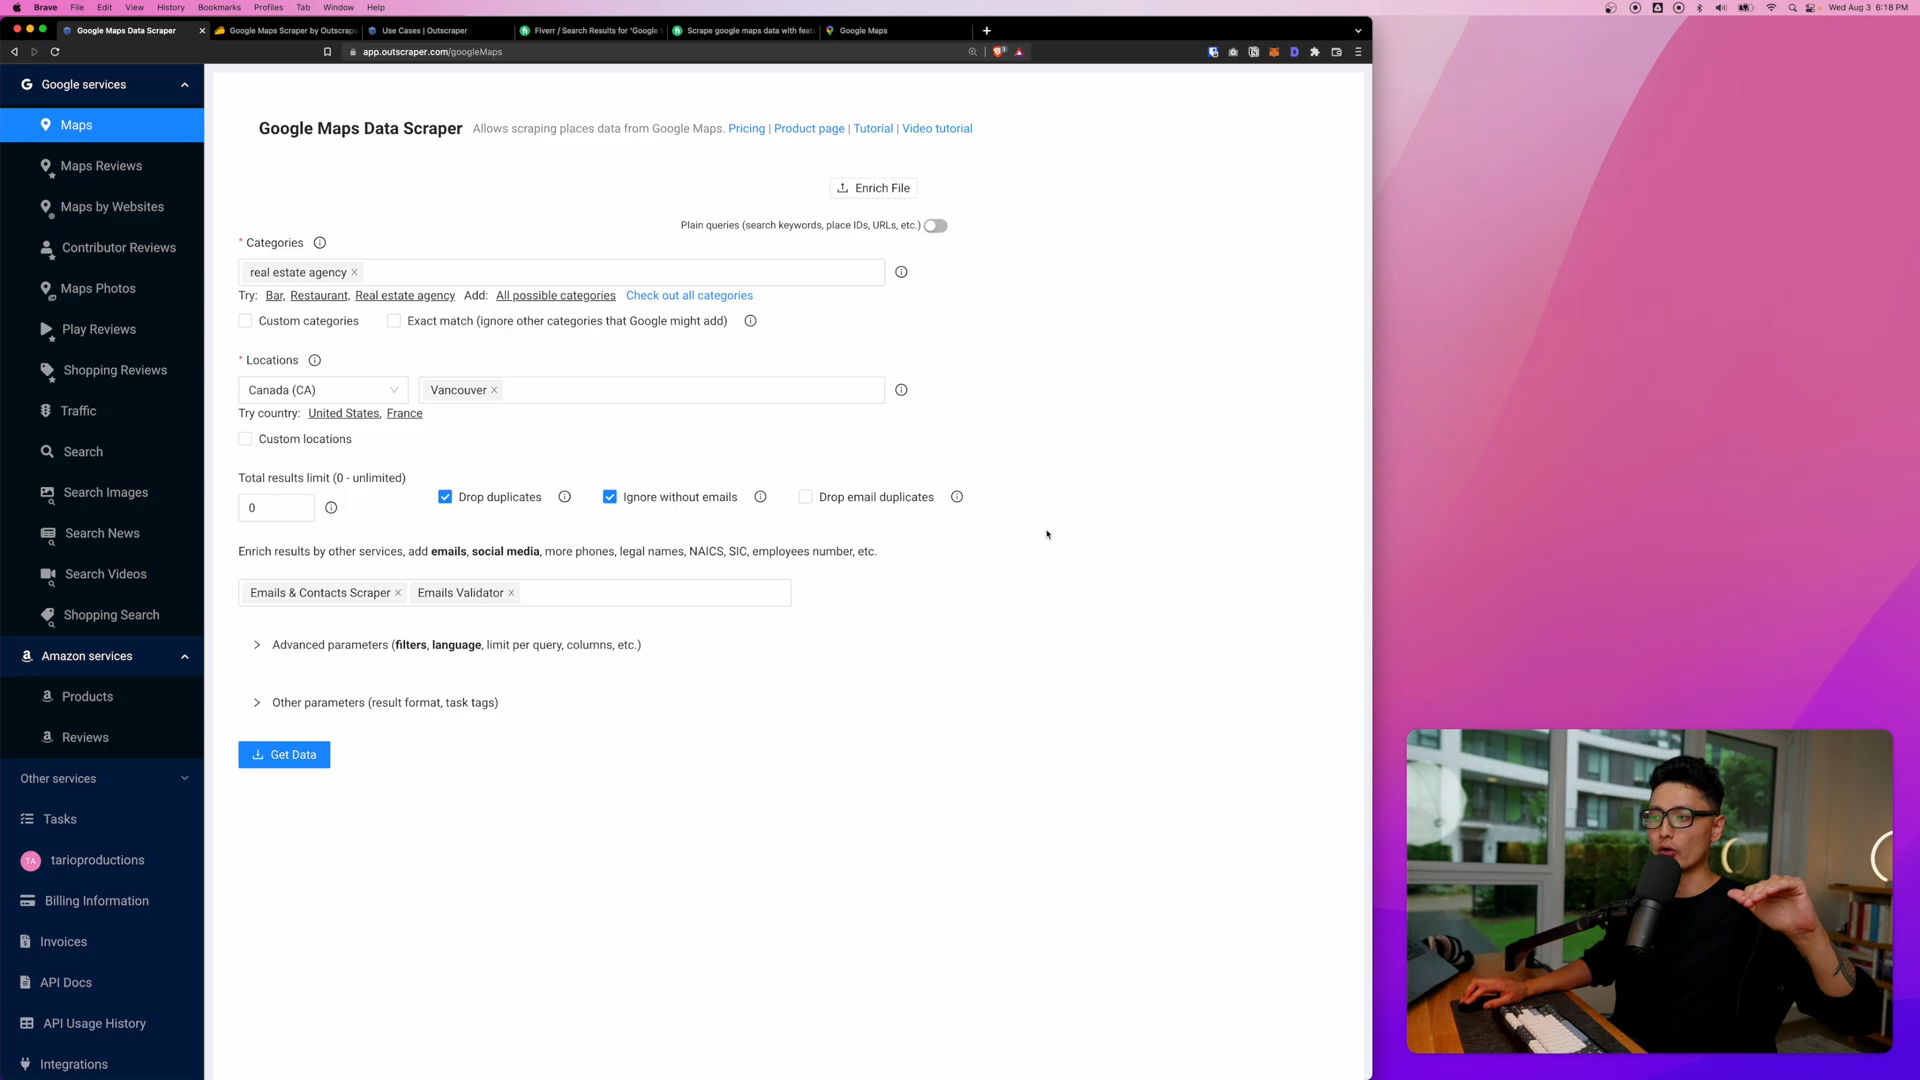 Brave File Edit View History Bookmarks Profiles Tab Window Help Wed Aug 3 6:18 PM
Google Maps Data Scraper
Google Maps Scraper by Outscrap
Use Cases | Outscraper
Fiverr / Search Results for 'Google
Scrape google maps data with feat
Google Maps
app.outscraper.com/googleMaps
Google services
Maps
Maps Reviews
Maps by Websites
Contributor Reviews
Maps Photos
Play Reviews
Shopping Reviews
Traffic
Search
Search Images
Search News
Search Videos
Shopping Search
Amazon services
Products
Reviews
Other services
Tasks
TA tarioproductions
Billing Information
Invoices
API Docs
API Usage History
Integrations
Google Maps Data Scraper Allows scraping places data from Google Maps. Pricing | Product page | Tutorial | Video tutorial
Enrich File
Plain queries (search keywords, place IDs, URLs, etc.)
* Categories
real estate agency
Try: Bar, Restaurant, Real estate agency Add: All possible categories Check out all categories
Custom categories Exact match (ignore other categories that Google might add)
* Locations
Canada (CA) Vancouver
Try country: United States, France
Custom locations
Total results limit (0 - unlimited)
0 Drop duplicates Ignore without emails Drop email duplicates
Enrich results by other services, add emails, social media, more phones, legal names, NAICS, SIC, employees number, etc.
Emails & Contacts Scraper Emails Validator
Advanced parameters (filters, language, limit per query, columns, etc.)
Other parameters (result format, task tags)
Get Data